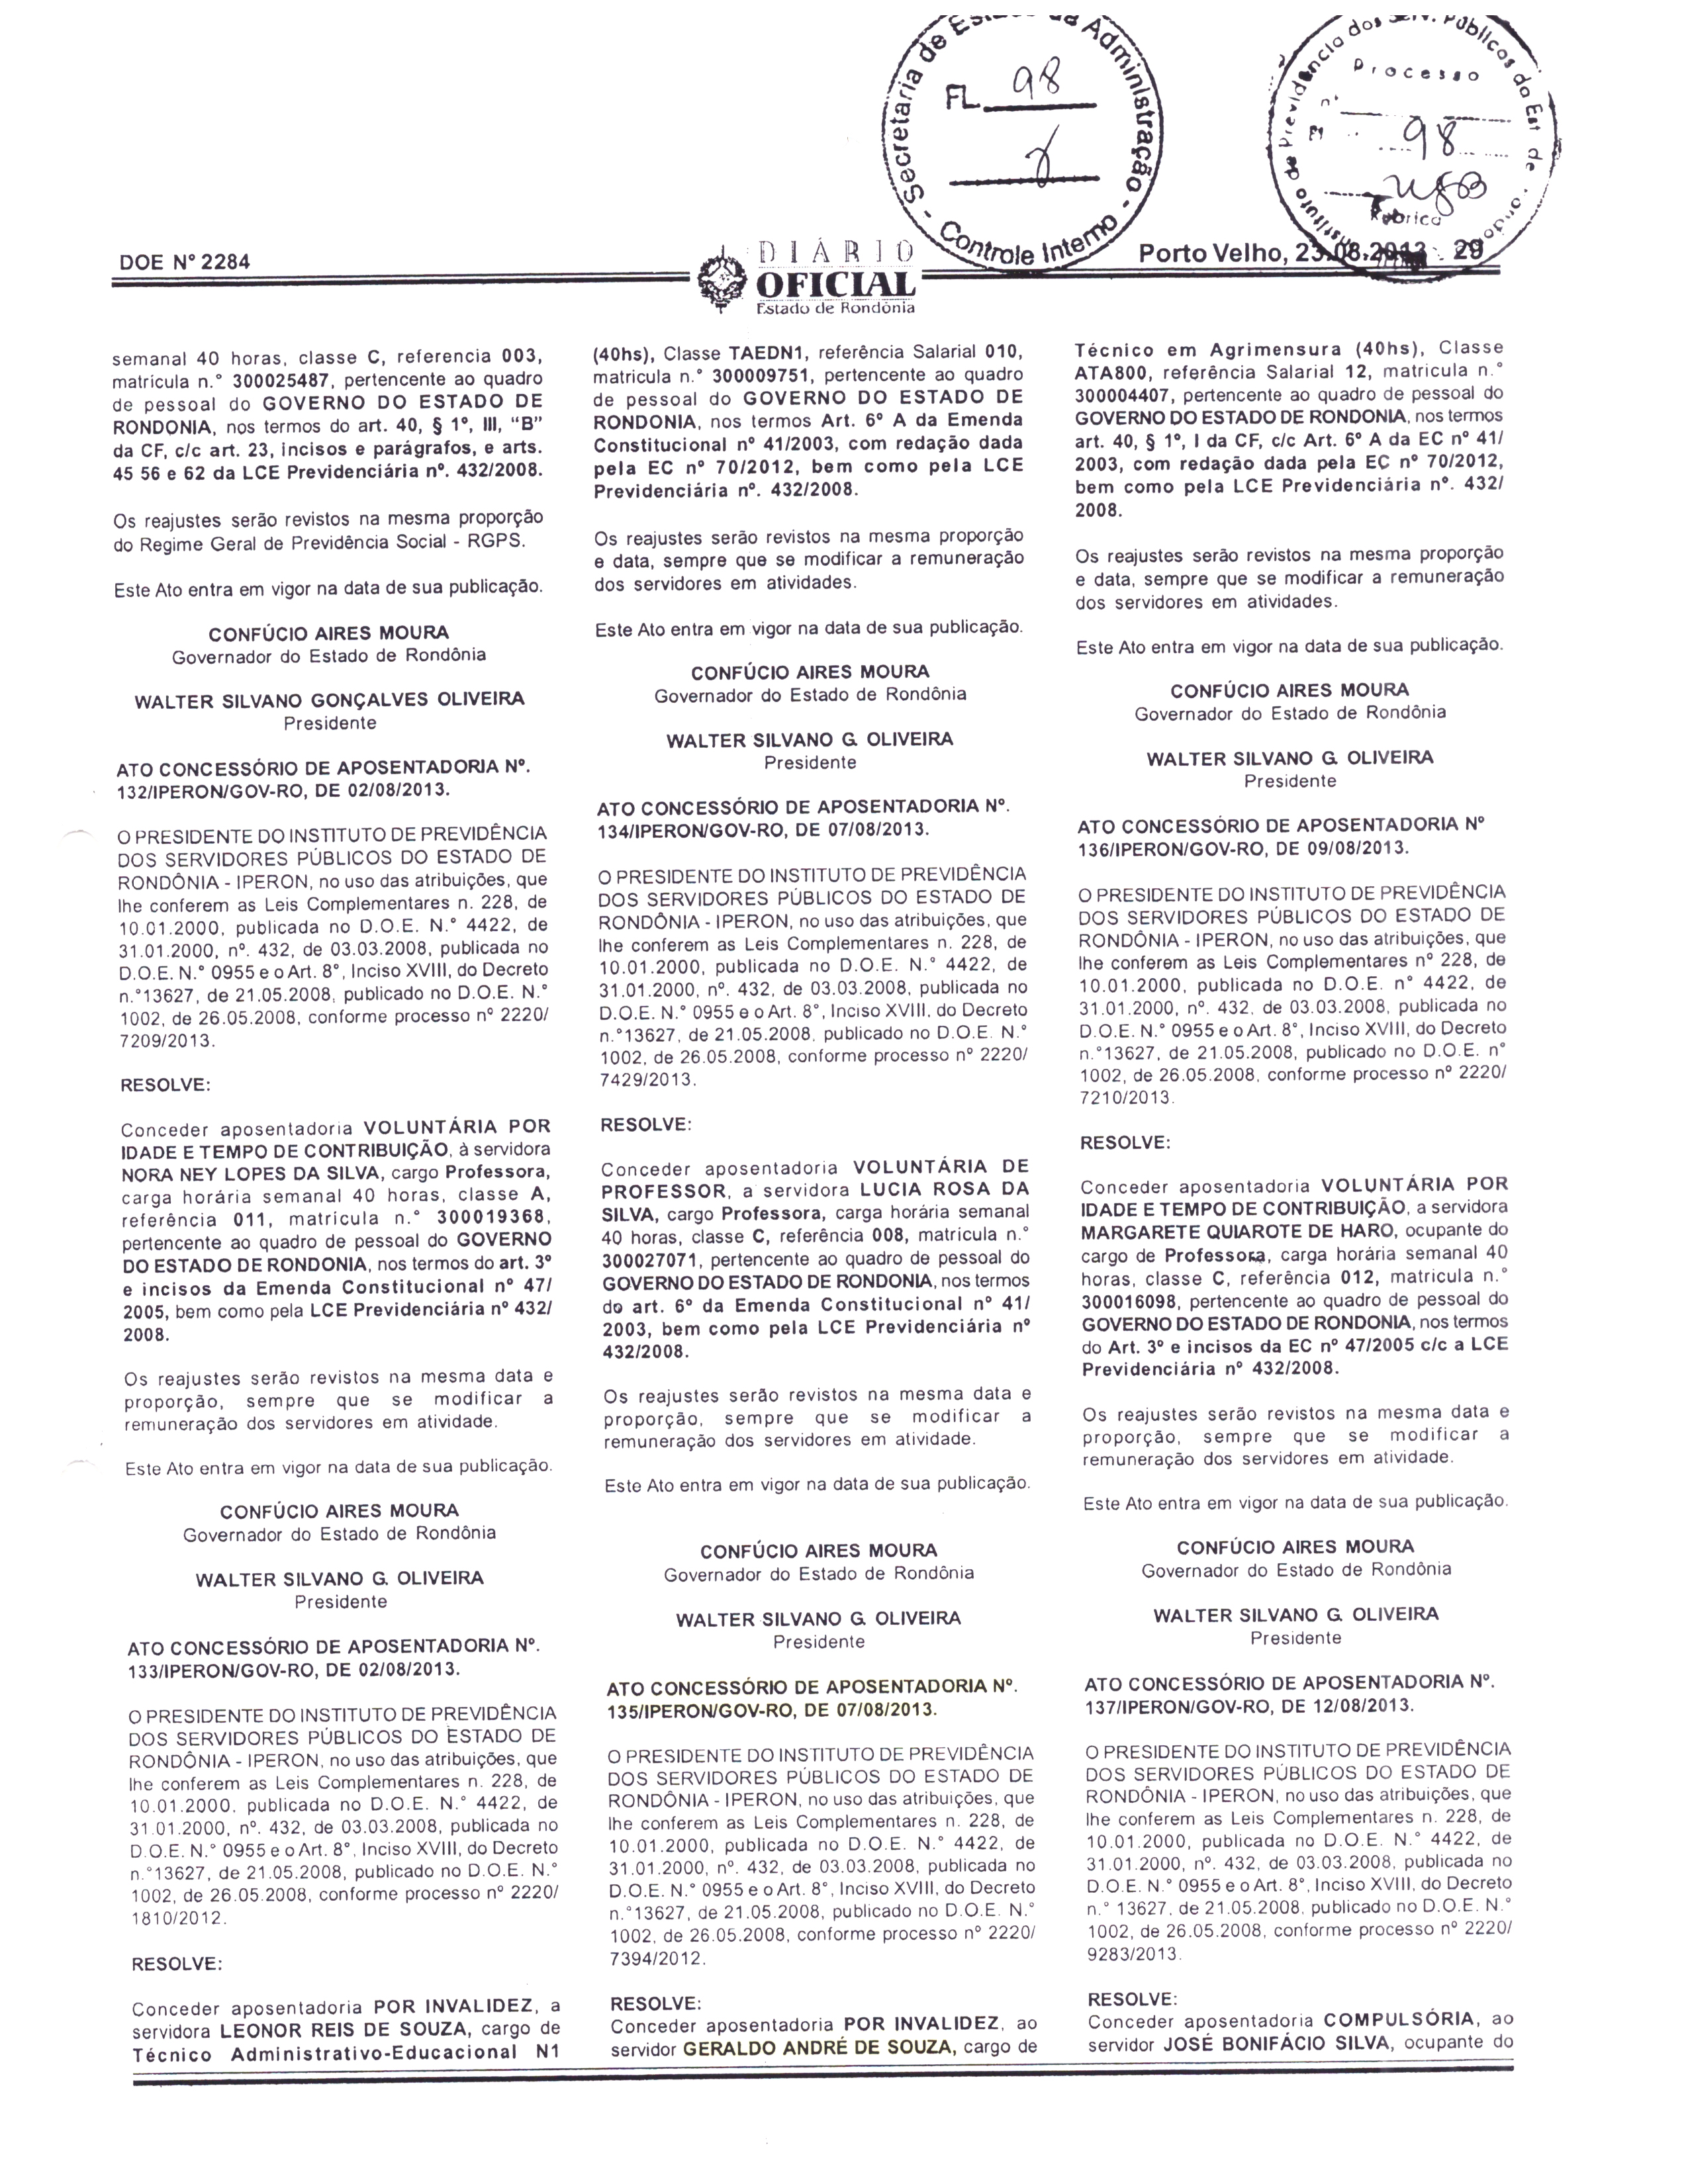 Secretaria de Estado da Administração - Controle Interno -
FL. 98
Instituto de Previdência dos Serv. Públicos do Est de
Processo
nº
98
Rubrica
DOE Nº 2284
DIÁRIO
OFICIAL
Estado de Rondônia
Porto Velho, 23.08.2013 29
semanal 40 horas, classe C, referencia 003,
matricula n.° 300025487, pertencente ao quadro
de pessoal do GOVERNO DO ESTADO DE
RONDONIA, nos termos do art. 40, § 1º, III, “B”
da CF, c/c art. 23, incisos e parágrafos, e arts.
45 56 e 62 da LCE Previdenciária nº. 432/2008.
Os reajustes serão revistos na mesma proporção
do Regime Geral de Previdência Social - RGPS.
Este Ato entra em vigor na data de sua publicação.
CONFÚCIO AIRES MOURA
Governador do Estado de Rondônia
WALTER SILVANO GONÇALVES OLIVEIRA
Presidente
ATO CONCESSÓRIO DE APOSENTADORIA Nº.
132/IPERON/GOV-RO, DE 02/08/2013.
O PRESIDENTE DO INSTITUTO DE PREVIDÊNCIA
DOS SERVIDORES PÚBLICOS DO ESTADO DE
RONDÔNIA - IPERON, no uso das atribuições, que
lhe conferem as Leis Complementares n. 228, de
10.01.2000, publicada no D.O.E. N.° 4422, de
31.01.2000, nº. 432, de 03.03.2008, publicada no
D.O.E. N.° 0955 e o Art. 8°, Inciso XVIII, do Decreto
n.°13627, de 21.05.2008, publicado no D.O.E. N.°
1002, de 26.05.2008, conforme processo nº 2220/
7209/2013.
RESOLVE:
Conceder aposentadoria VOLUNTÁRIA POR
IDADE E TEMPO DE CONTRIBUIÇÃO, à servidora
NORA NEY LOPES DA SILVA, cargo Professora,
carga horária semanal 40 horas, classe A,
referência 011, matrícula n.° 300019368,
pertencente ao quadro de pessoal do GOVERNO
DO ESTADO DE RONDONIA, nos termos do art. 3º
e incisos da Emenda Constitucional nº 47/
2005, bem como pela LCE Previdenciária nº 432/
2008.
Os reajustes serão revistos na mesma data e
proporção, sempre que se modificar a
remuneração dos servidores em atividade.
Este Ato entra em vigor na data de sua publicação.
CONFÚCIO AIRES MOURA
Governador do Estado de Rondônia
WALTER SILVANO G. OLIVEIRA
Presidente
ATO CONCESSÓRIO DE APOSENTADORIA Nº.
133/IPERON/GOV-RO, DE 02/08/2013.
O PRESIDENTE DO INSTITUTO DE PREVIDÊNCIA
DOS SERVIDORES PÚBLICOS DO ESTADO DE
RONDÔNIA - IPERON, no uso das atribuições, que
lhe conferem as Leis Complementares n. 228, de
10.01.2000, publicada no D.O.E. N.° 4422, de
31.01.2000, nº. 432, de 03.03.2008, publicada no
D.O.E. N.° 0955 e o Art. 8°, Inciso XVIII, do Decreto
n.°13627, de 21.05.2008, publicado no D.O.E. N.°
1002, de 26.05.2008, conforme processo nº 2220/
1810/2012.
RESOLVE:
Conceder aposentadoria POR INVALIDEZ, a
servidora LEONOR REIS DE SOUZA, cargo de
Técnico Administrativo-Educacional N1
(40hs), Classe TAEDN1, referência Salarial 010,
matricula n.° 300009751, pertencente ao quadro
de pessoal do GOVERNO DO ESTADO DE
RONDONIA, nos termos Art. 6º A da Emenda
Constitucional nº 41/2003, com redação dada
pela EC nº 70/2012, bem como pela LCE
Previdenciária nº. 432/2008.
Os reajustes serão revistos na mesma proporção
e data, sempre que se modificar a remuneração
dos servidores em atividades.
Este Ato entra em vigor na data de sua publicação.
CONFÚCIO AIRES MOURA
Governador do Estado de Rondônia
WALTER SILVANO G. OLIVEIRA
Presidente
ATO CONCESSÓRIO DE APOSENTADORIA Nº.
134/IPERON/GOV-RO, DE 07/08/2013.
O PRESIDENTE DO INSTITUTO DE PREVIDÊNCIA
DOS SERVIDORES PÚBLICOS DO ESTADO DE
RONDÔNIA - IPERON, no uso das atribuições, que
lhe conferem as Leis Complementares n. 228, de
10.01.2000, publicada no D.O.E. N.° 4422, de
31.01.2000, nº. 432, de 03.03.2008, publicada no
D.O.E. N.° 0955 e o Art. 8°, Inciso XVIII, do Decreto
n.°13627, de 21.05.2008, publicado no D.O.E. N.°
1002, de 26.05.2008, conforme processo nº 2220/
7429/2013.
RESOLVE:
Conceder aposentadoria VOLUNTÁRIA DE
PROFESSOR, a servidora LUCIA ROSA DA
SILVA, cargo Professora, carga horária semanal
40 horas, classe C, referência 008, matricula n.°
300027071, pertencente ao quadro de pessoal do
GOVERNO DO ESTADO DE RONDONIA, nos termos
do art. 6º da Emenda Constitucional nº 41/
2003, bem como pela LCE Previdenciária nº
432/2008.
Os reajustes serão revistos na mesma data e
proporção, sempre que se modificar a
remuneração dos servidores em atividade.
Este Ato entra em vigor na data de sua publicação.
CONFÚCIO AIRES MOURA
Governador do Estado de Rondônia
WALTER SILVANO G. OLIVEIRA
Presidente
ATO CONCESSÓRIO DE APOSENTADORIA Nº.
135/IPERON/GOV-RO, DE 07/08/2013.
O PRESIDENTE DO INSTITUTO DE PREVIDÊNCIA
DOS SERVIDORES PÚBLICOS DO ESTADO DE
RONDÔNIA - IPERON, no uso das atribuições, que
lhe conferem as Leis Complementares n. 228, de
10.01.2000, publicada no D.O.E. N.° 4422, de
31.01.2000, nº. 432, de 03.03.2008, publicada no
D.O.E. N.° 0955 e o Art. 8°, Inciso XVIII, do Decreto
n.°13627, de 21.05.2008, publicado no D.O.E. N.°
1002, de 26.05.2008, conforme processo nº 2220/
7394/2012.
RESOLVE:
Conceder aposentadoria POR INVALIDEZ, ao
servidor GERALDO ANDRÉ DE SOUZA, cargo de
Técnico em Agrimensura (40hs), Classe
ATA800, referência Salarial 12, matricula n.°
300004407, pertencente ao quadro de pessoal do
GOVERNO DO ESTADO DE RONDONIA, nos termos
art. 40, § 1º, I da CF, c/c Art. 6º A da EC nº 41/
2003, com redação dada pela EC nº 70/2012,
bem como pela LCE Previdenciária nº. 432/
2008.
Os reajustes serão revistos na mesma proporção
e data, sempre que se modificar a remuneração
dos servidores em atividades.
Este Ato entra em vigor na data de sua publicação.
CONFÚCIO AIRES MOURA
Governador do Estado de Rondônia
WALTER SILVANO G. OLIVEIRA
Presidente
ATO CONCESSÓRIO DE APOSENTADORIA Nº
136/IPERON/GOV-RO, DE 09/08/2013.
O PRESIDENTE DO INSTITUTO DE PREVIDÊNCIA
DOS SERVIDORES PÚBLICOS DO ESTADO DE
RONDÔNIA - IPERON, no uso das atribuições, que
lhe conferem as Leis Complementares nº 228, de
10.01.2000, publicada no D.O.E. n° 4422, de
31.01.2000, nº. 432, de 03.03.2008, publicada no
D.O.E. N.° 0955 e o Art. 8°, Inciso XVIII, do Decreto
n.°13627, de 21.05.2008, publicado no D.O.E. n°
1002, de 26.05.2008, conforme processo nº 2220/
7210/2013.
RESOLVE:
Conceder aposentadoria VOLUNTÁRIA POR
IDADE E TEMPO DE CONTRIBUIÇÃO, a servidora
MARGARETE QUIAROTE DE HARO, ocupante do
cargo de Professora, carga horária semanal 40
horas, classe C, referência 012, matricula n.°
300016098, pertencente ao quadro de pessoal do
GOVERNO DO ESTADO DE RONDONIA, nos termos
do Art. 3º e incisos da EC nº 47/2005 c/c a LCE
Previdenciária nº 432/2008.
Os reajustes serão revistos na mesma data e
proporção, sempre que se modificar a
remuneração dos servidores em atividade.
Este Ato entra em vigor na data de sua publicação.
CONFÚCIO AIRES MOURA
Governador do Estado de Rondônia
WALTER SILVANO G. OLIVEIRA
Presidente
ATO CONCESSÓRIO DE APOSENTADORIA Nº.
137/IPERON/GOV-RO, DE 12/08/2013.
O PRESIDENTE DO INSTITUTO DE PREVIDÊNCIA
DOS SERVIDORES PÚBLICOS DO ESTADO DE
RONDÔNIA - IPERON, no uso das atribuições, que
lhe conferem as Leis Complementares n. 228, de
10.01.2000, publicada no D.O.E. N.° 4422, de
31.01.2000, nº. 432, de 03.03.2008, publicada no
D.O.E. N.° 0955 e o Art. 8°, Inciso XVIII, do Decreto
n.° 13627, de 21.05.2008, publicado no D.O.E. N.°
1002, de 26.05.2008, conforme processo nº 2220/
9283/2013.
RESOLVE:
Conceder aposentadoria COMPULSÓRIA, ao
servidor JOSÉ BONIFÁCIO SILVA, ocupante do